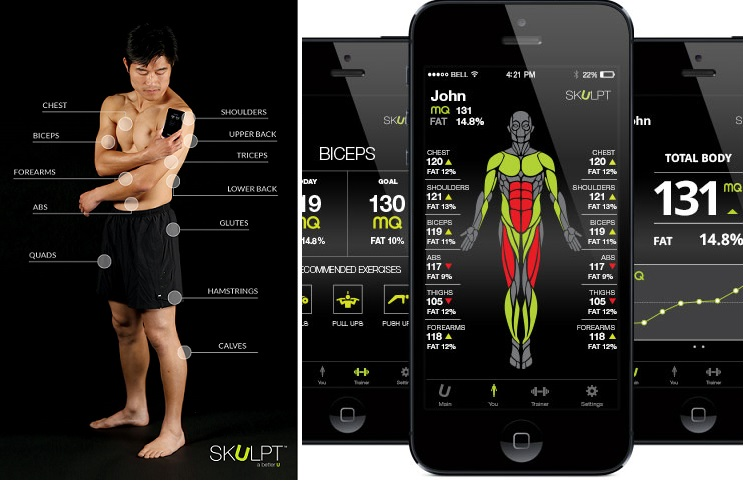 CHEST
SHOULDERS
BICEPS
UPPER BACK
TRICEPS
FOREARMS
LOWER BACK
ABS
GLUTES
QUADS
HAMSTRINGS
CALVES
SKULPT™
a better U
SKU
BICEPS
ODAY
GOAL
19
130
MQ
MQ
14.8%
FAT 10%
COMMENDED EXERCISES
LS
PULL UPS
PUSH UP
You
Trainer
Settin
BELL
4:21 PM
22%
John
SKULPT
MQ 131
FAT 14.8%
CHEST
120
FAT 12%
SHOULDERS
121
FAT 13%
BICEPS
119
FAT 11%
ABS
117
FAT 9%
THIGHS
105
FAT 12%
FOREARMS
118
FAT 12%
CHEST
120
FAT 12%
SHOULDERS
121
FAT 13%
BICEPS
119
FAT 11%
ABS
117
FAT 9%
THIGHS
105
FAT 12%
FOREARMS
118
FAT 12%
U
Main
You
Trainer
Settings
ohn
SKULPT
TOTAL BODY
131 MQ
FAT 14.8%
Q
You
Trainer
Settings